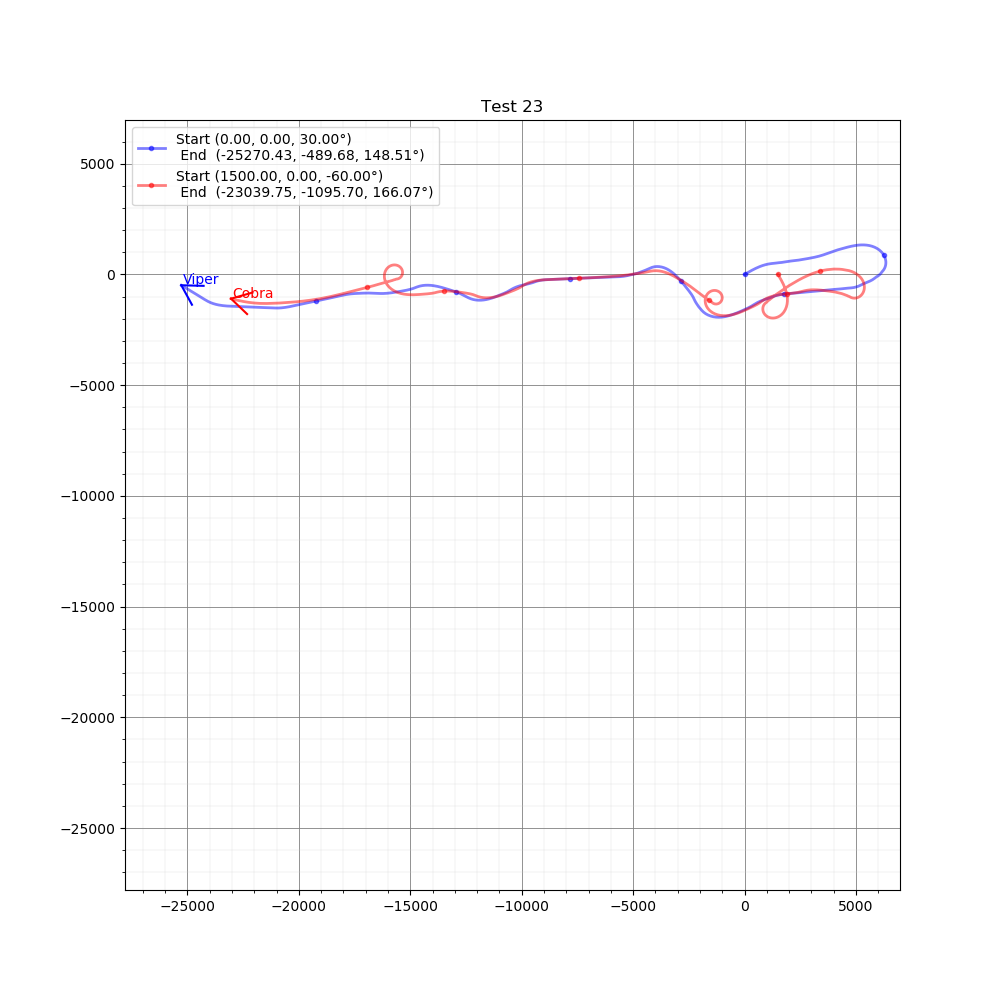 Test 23
Start (0.00, 0.00, 30.00°)
End (-25270.43, -489.68, 148.51°)
Start (1500.00, 0.00, -60.00°)
End (-23039.75, -1095.70, 166.07°)
5000
0
−5000
−10000
−15000
−20000
−25000
Viper
Cobra
−25000 −20000 −15000 −10000 −5000 0 5000